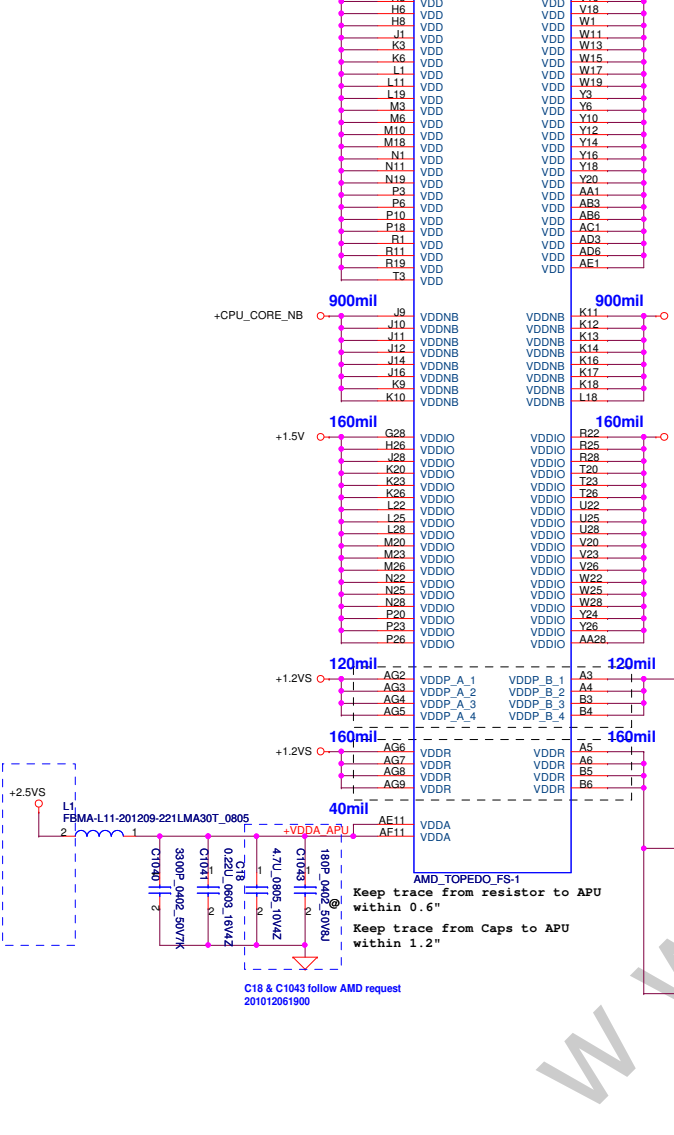 H6 VDD VDD V18
H8 VDD VDD W1
J1 VDD VDD W11
K3 VDD VDD W13
K6 VDD VDD W15
L1 VDD VDD W17
L11 VDD VDD W19
L19 VDD VDD Y3
M3 VDD VDD Y6
M6 VDD VDD Y10
M10 VDD VDD Y12
M18 VDD VDD Y14
N1 VDD VDD Y16
N11 VDD VDD Y18
N19 VDD VDD Y20
P3 VDD VDD AA1
P6 VDD VDD AB3
P10 VDD VDD AB6
P18 VDD VDD AC1
R1 VDD VDD AD3
R11 VDD VDD AD6
R19 VDD VDD AE1
T3 VDD
900mil 900mil
+CPU_CORE_NB J9 VDDNB VDDNB K11
J10 VDDNB VDDNB K12
J11 VDDNB VDDNB K13
J12 VDDNB VDDNB K14
J14 VDDNB VDDNB K16
J16 VDDNB VDDNB K17
K9 VDDNB VDDNB K18
K10 VDDNB VDDNB L18
160mil 160mil
+1.5V G28 VDDIO VDDIO R22
H26 VDDIO VDDIO R25
J28 VDDIO VDDIO R28
K20 VDDIO VDDIO T20
K23 VDDIO VDDIO T23
K26 VDDIO VDDIO T26
L22 VDDIO VDDIO U22
L25 VDDIO VDDIO U25
L28 VDDIO VDDIO U28
M20 VDDIO VDDIO V20
M23 VDDIO VDDIO V23
M26 VDDIO VDDIO V26
N22 VDDIO VDDIO W22
N25 VDDIO VDDIO W25
N28 VDDIO VDDIO W28
P20 VDDIO VDDIO Y24
P23 VDDIO VDDIO Y26
P26 VDDIO VDDIO AA28
120mil 120mil
+1.2VS AG2 VDDP_A_1 VDDP_B_1 A3
AG3 VDDP_A_2 VDDP_B_2 A4
AG4 VDDP_A_3 VDDP_B_3 B3
AG5 VDDP_A_4 VDDP_B_4 B4
160mil 160mil
+1.2VS AG6 VDDR VDDR A5
AG7 VDDR VDDR A6
AG8 VDDR VDDR B5
AG9 VDDR VDDR B6
+2.5VS
L1
FBMA-L11-201209-221LMA30T_0805
2 1
40mil
+VDDA_APU
AE11 VDDA
AF11 VDDA
C1040
3300P_0402_50V7K
2
C1041
0.22U_0603_16V4Z
1
2
C18
4.7U_0805_10V4Z
1
2
C1043
180P_0402_50V8J
1
2
@
AMD_TOPEDO_FS-1
Keep trace from resistor to APU
within 0.6"
Keep trace from Caps to APU
within 1.2"
C18 & C1043 follow AMD request
201012061900
W W